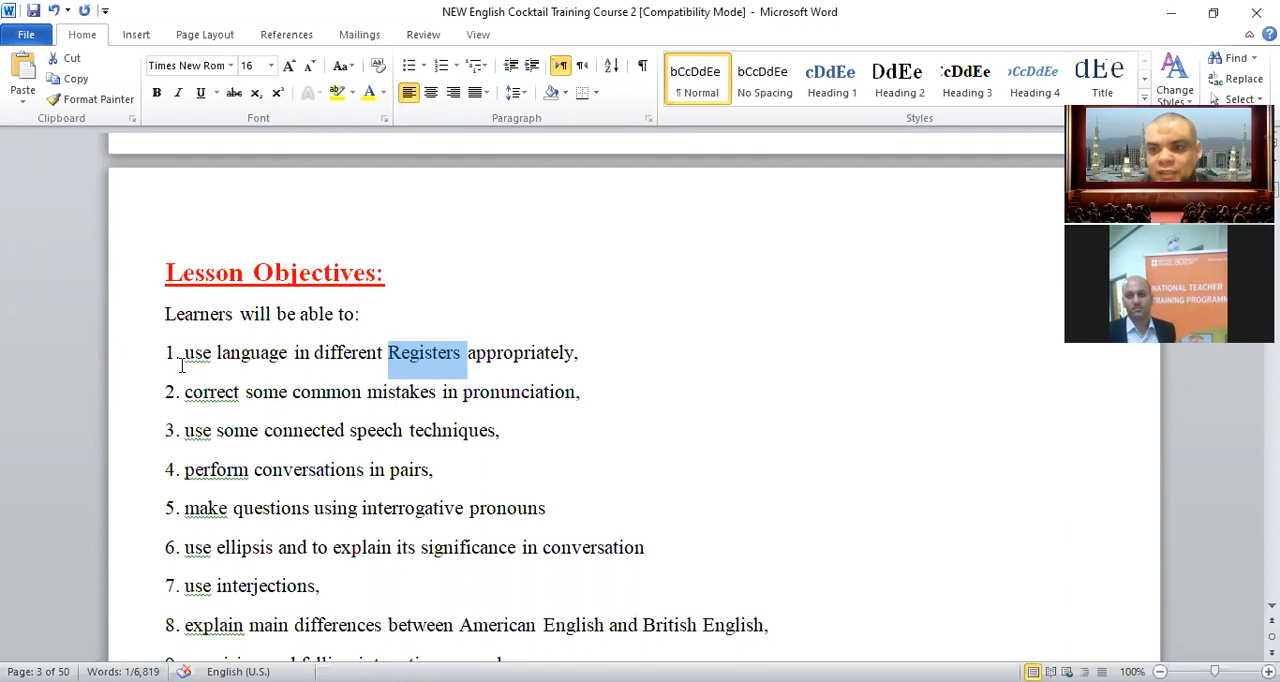 NEW English Cocktail Training Course 2 [Compatibility Mode] - Microsoft Word
File Home Insert Page Layout References Mailings Review View
Cut
Copy
Format Painter
Paste
Clipboard
Times New Rom 16
Font
Paragraph
bCcDdEe bCcDdEe cDdEe DdEe cDdEe cCcDdEe dEe
¶ Normal No Spacing Heading 1 Heading 2 Heading 3 Heading 4 Title
Change
Styles
Styles
Find
Replace
Select
NATIONAL TEACHER
TRAINING PROGRAMM
Lesson Objectives:
Learners will be able to:
1. use language in different Registers appropriately,
2. correct some common mistakes in pronunciation,
3. use some connected speech techniques,
4. perform conversations in pairs,
5. make questions using interrogative pronouns
6. use ellipsis and to explain its significance in conversation
7. use interjections,
8. explain main differences between American English and British English,
Page: 3 of 50 Words: 1/6,819 English (U.S.) 100%